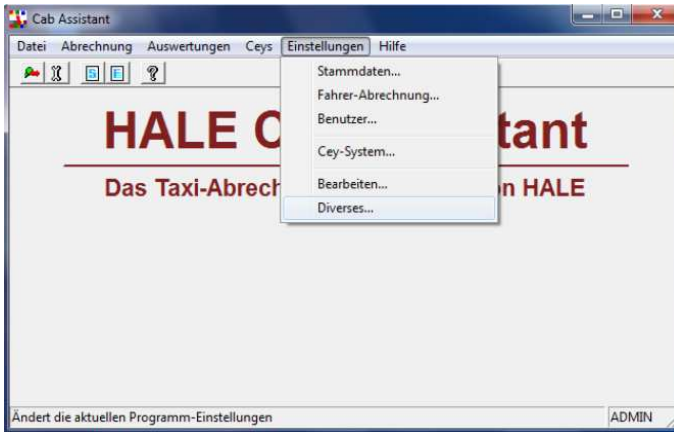 Cab Assistant
Datei Abrechnung Auswertungen Ceys Einstellungen Hilfe
S E ?
Stammdaten...
Fahrer-Abrechnung...
Benutzer...
Cey-System...
Bearbeiten...
Diverses...
HALE C tant
Das Taxi-Abrech n HALE
Ändert die aktuellen Programm-Einstellungen ADMIN